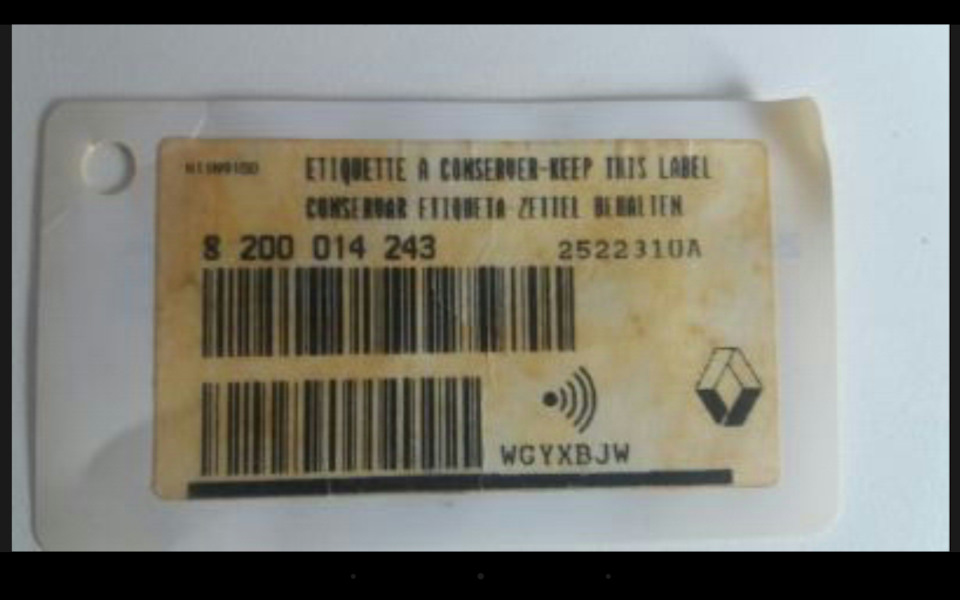 ETIQUETTE A CONSERVER-KEEP THIS LABEL
CONSERVAR ETIQUETA-ZETTEL BEHALTEN
8 200 014 243 2522310A
WGYXBJW